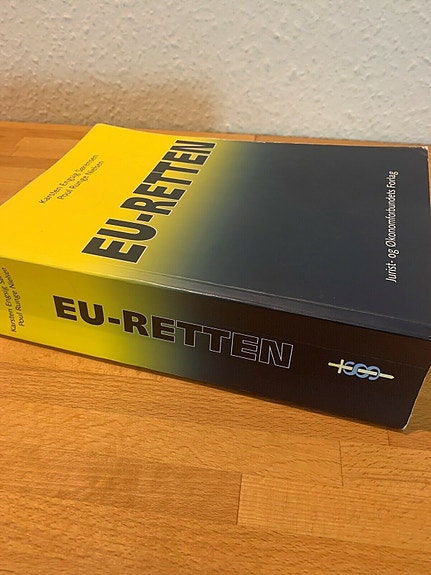 Karsten Engsig Sørensen
Poul Runge Nielsen
EU-RETTEN
Jurist- og Økonomforbundets Forlag
Karsten Engsig Sø
Poul Runge Nielsen
EU-RETTEN